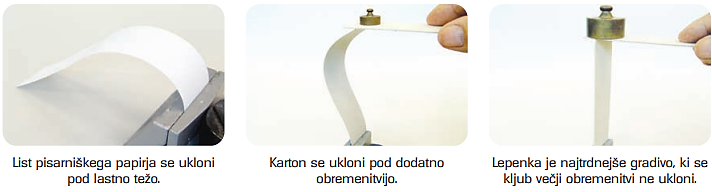 List pisarniškega papirja se ukloni
pod lastno težo.
Karton se ukloni pod dodatno
obremenitvijo.
Lepenka je najtrdnejše gradivo, ki se
kljub večji obremenitvi ne ukloni.